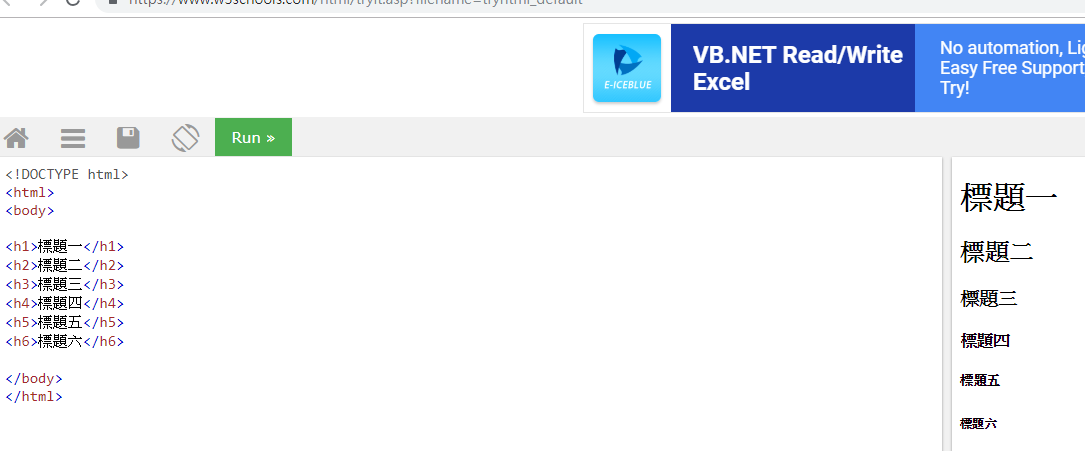 https://www.w3schools.com/html/tryit.asp?filename=tryhtml_default
E-ICEBLUE
VB.NET Read/Write
Excel
No automation,
Easy Free Support
Try!
Run »
<!DOCTYPE html>
<html>
<body>
<h1>標題一</h1>
<h2>標題二</h2>
<h3>標題三</h3>
<h4>標題四</h4>
<h5>標題五</h5>
<h6>標題六</h6>
</body>
</html>
標題一
標題二
標題三
標題四
標題五
標題六